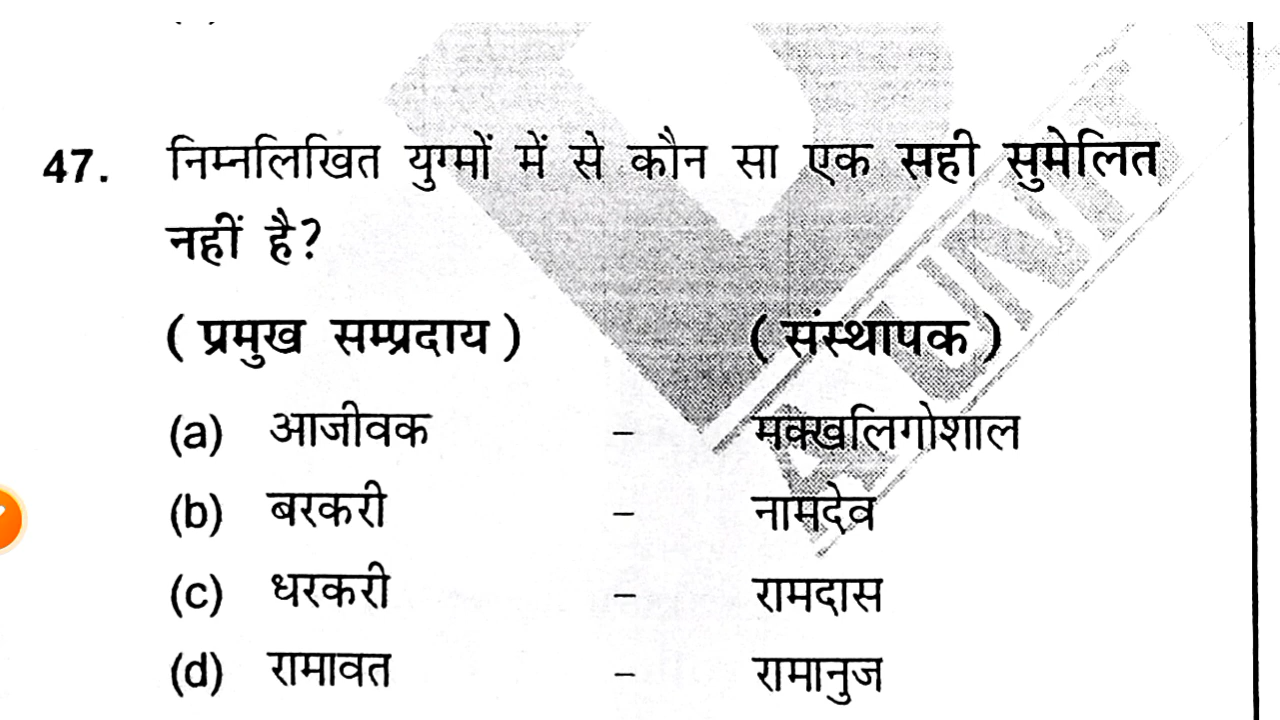 47. निम्नलिखित युग्मों में से कौन सा एक सही सुमेलित
नहीं है?
( प्रमुख सम्प्रदाय ) ( संस्थापक )
(a) आजीवक – मक्खलिगोशाल
(b) बरकरी – नामदेव
(c) धरकरी – रामदास
(d) रामावत – रामानुज